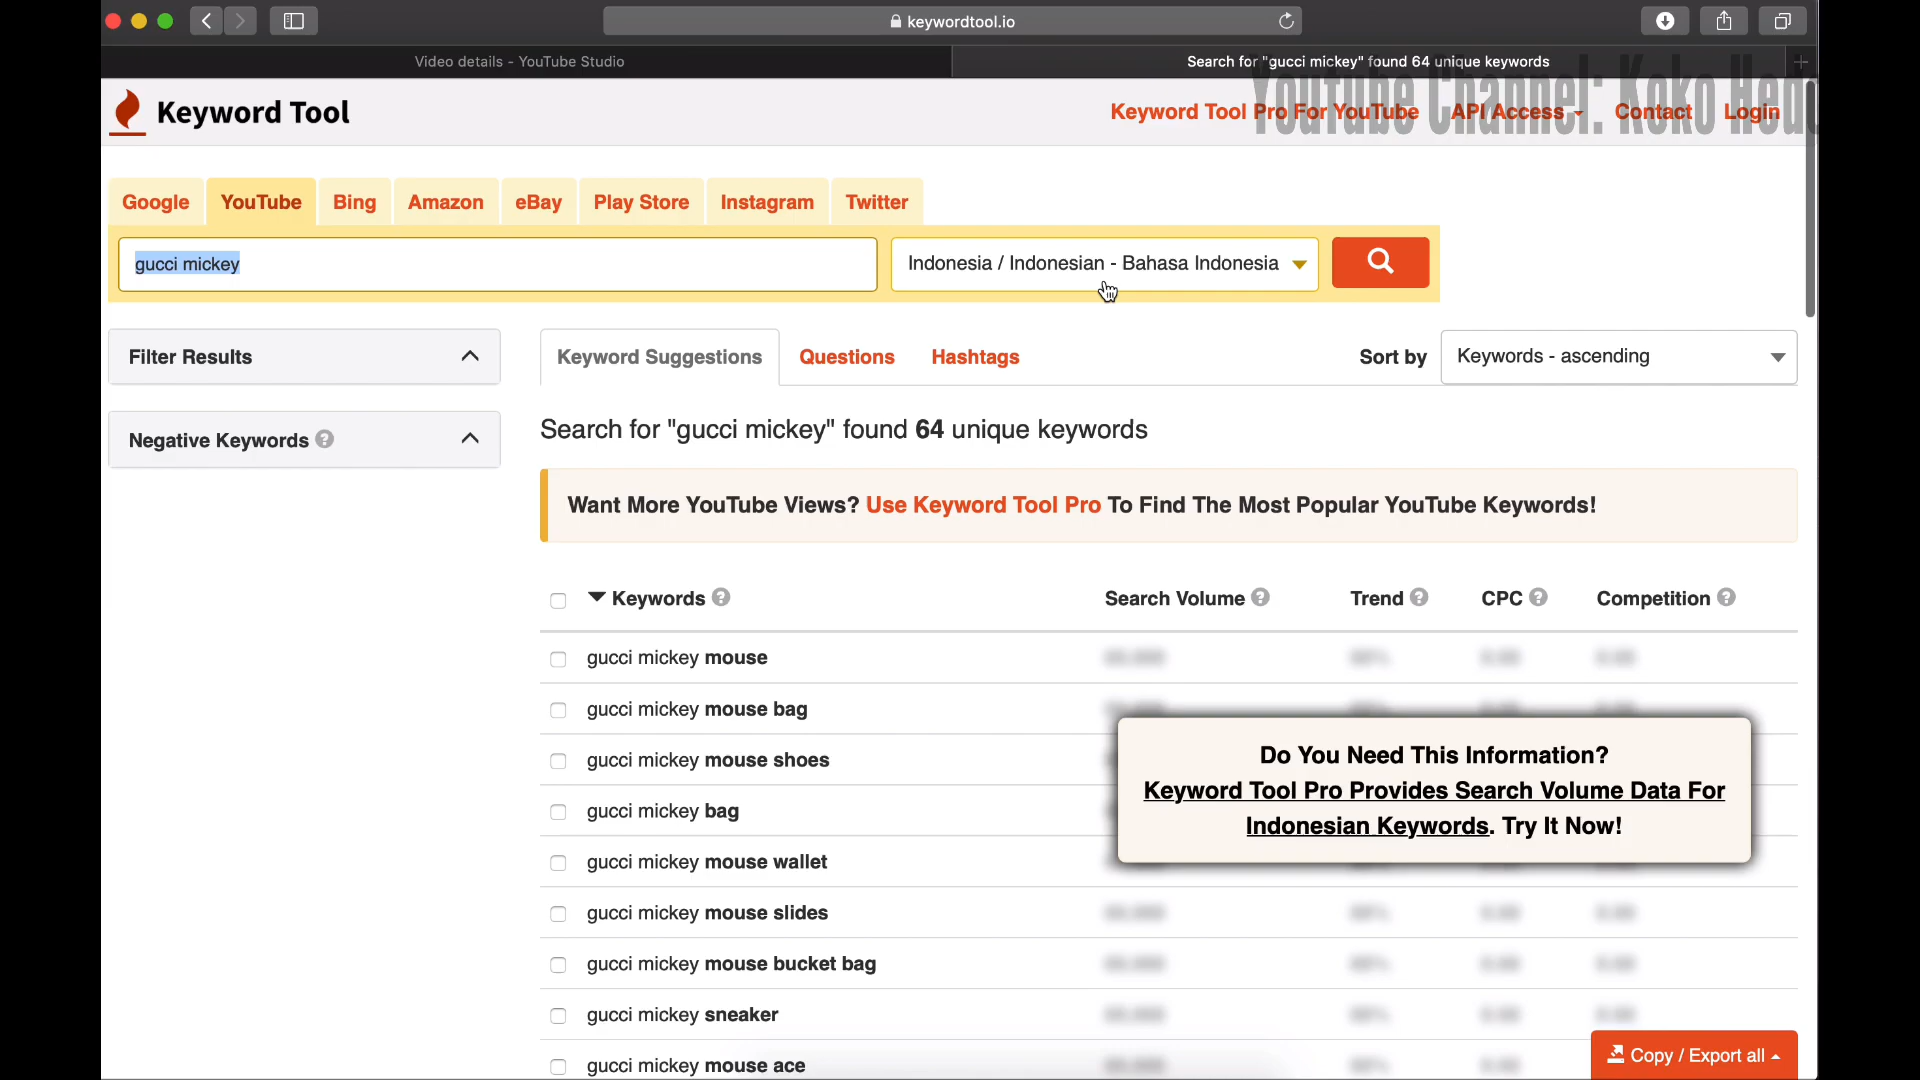 keywordtool.io
Video details - YouTube Studio
Search for "gucci mickey" found 64 unique keywords
Youtube Channel: Koko
Keyword Tool
Keyword Tool Pro For YouTube
API Access
Contact
Login
Google
YouTube
Bing
Amazon
eBay
Play Store
Instagram
Twitter
gucci mickey
Indonesia / Indonesian - Bahasa Indonesia
Filter Results
Keyword Suggestions
Questions
Hashtags
Sort by
Keywords - ascending
Negative Keywords ?
Search for "gucci mickey" found 64 unique keywords
Want More YouTube Views? Use Keyword Tool Pro To Find The Most Popular YouTube Keywords!
Keywords ?
Search Volume ?
Trend ?
CPC ?
Competition ?
gucci mickey mouse
gucci mickey mouse bag
gucci mickey mouse shoes
gucci mickey bag
gucci mickey mouse wallet
gucci mickey mouse slides
gucci mickey mouse bucket bag
gucci mickey sneaker
gucci mickey mouse ace
Do You Need This Information?
Keyword Tool Pro Provides Search Volume Data For
Indonesian Keywords. Try It Now!
Copy / Export all